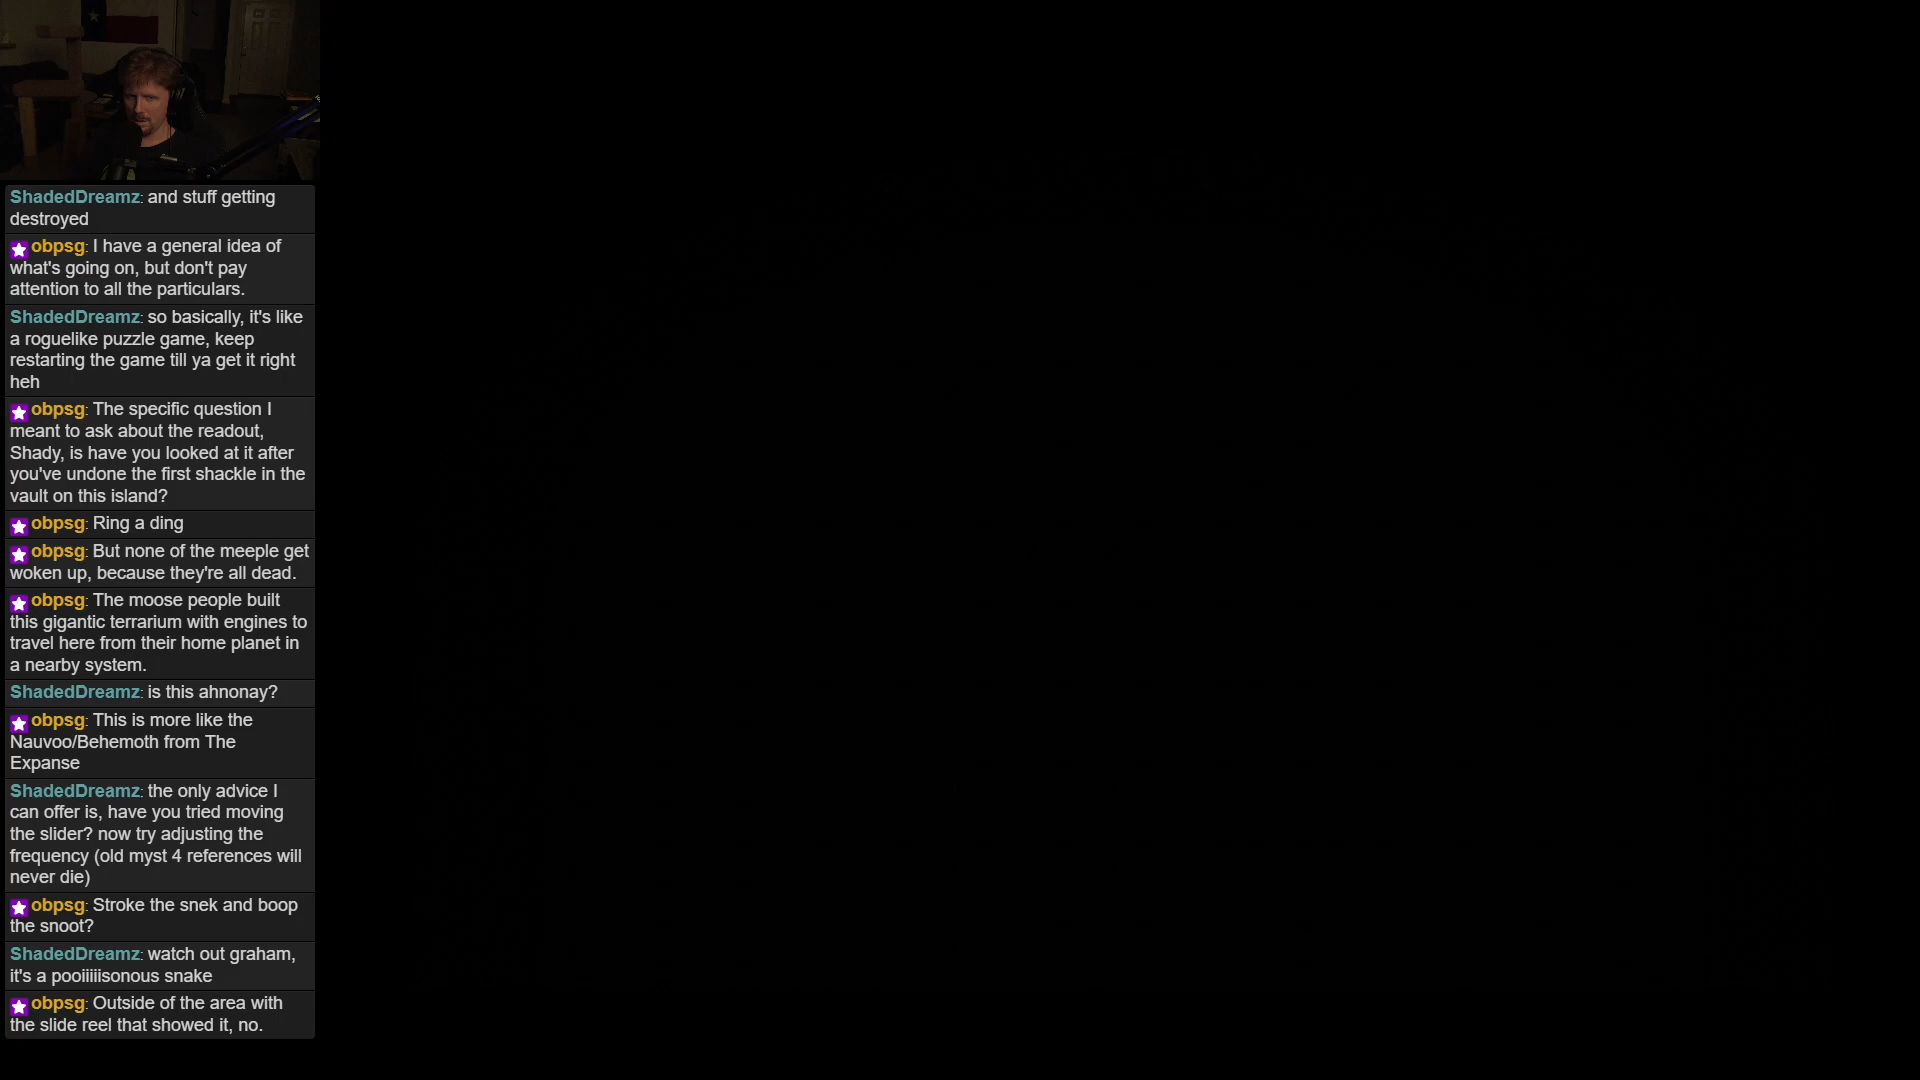 ShadedDreamz: and stuff getting
destroyed
obpsg: I have a general idea of
what's going on, but don't pay
attention to all the particulars.
ShadedDreamz: so basically, it's like
a roguelike puzzle game, keep
restarting the game till ya get it right
heh
obpsg: The specific question I
meant to ask about the readout,
Shady, is have you looked at it after
you've undone the first shackle in the
vault on this island?
obpsg: Ring a ding
obpsg: But none of the meeple get
woken up, because they're all dead.
obpsg: The moose people built
this gigantic terrarium with engines to
travel here from their home planet in
a nearby system.
ShadedDreamz: is this ahnonay?
obpsg: This is more like the
Nauvoo/Behemoth from The
Expanse
ShadedDreamz: the only advice I
can offer is, have you tried moving
the slider? now try adjusting the
frequency (old myst 4 references will
never die)
obpsg: Stroke the snek and boop
the snoot?
ShadedDreamz: watch out graham,
it's a pooiiiiisonous snake
obpsg: Outside of the area with
the slide reel that showed it, no.